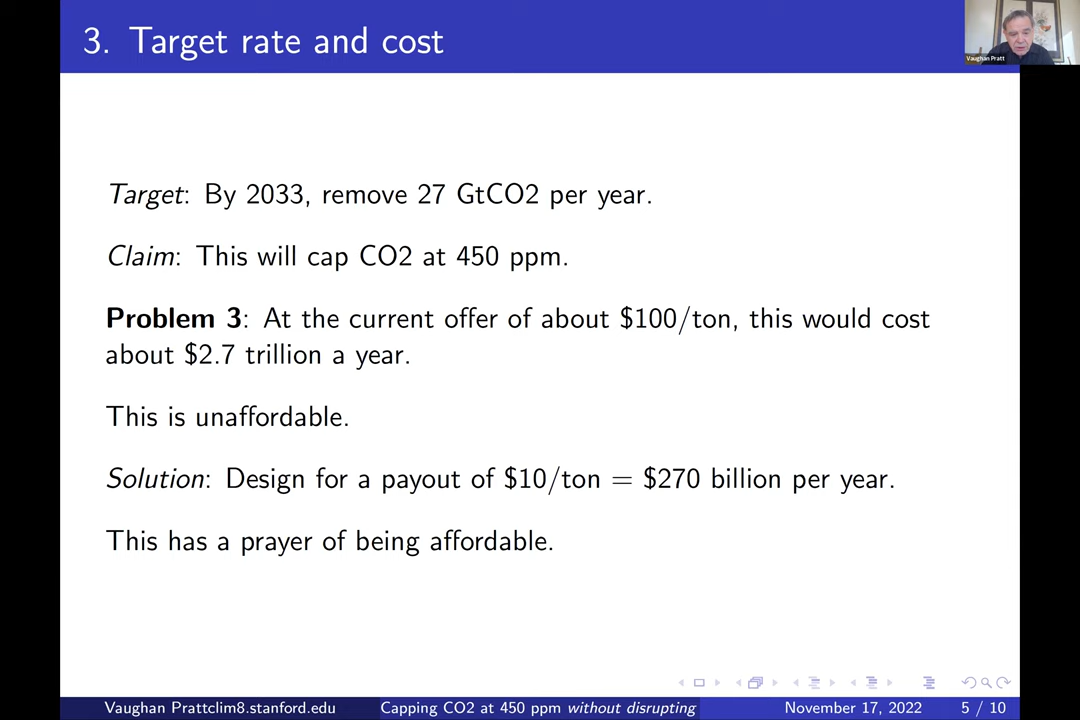 3. Target rate and cost
Vaughan Pratt
Target: By 2033, remove 27 GtCO2 per year.
Claim: This will cap CO2 at 450 ppm.
Problem 3: At the current offer of about $100/ton, this would cost
about $2.7 trillion a year.
This is unaffordable.
Solution: Design for a payout of $10/ton = $270 billion per year.
This has a prayer of being affordable.
Vaughan Prattclim8.stanford.edu Capping CO2 at 450 ppm without disrupting November 17, 2022 5 / 10